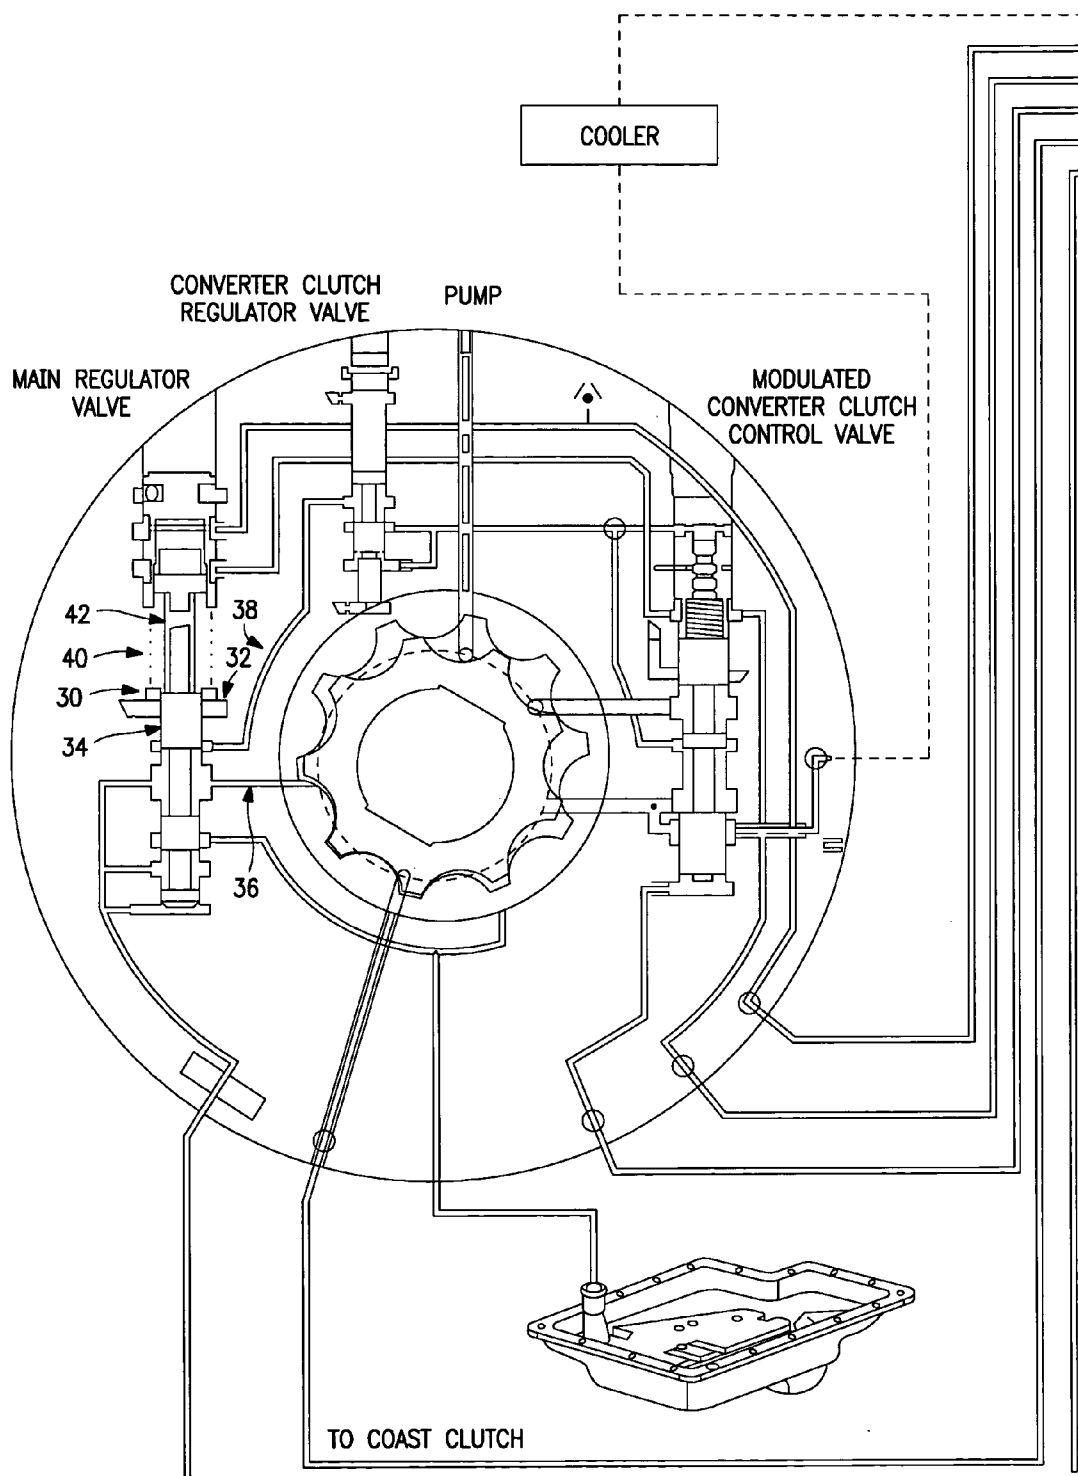 COOLER
CONVERTER CLUTCH
REGULATOR VALVE
PUMP
MAIN REGULATOR
VALVE
MODULATED
CONVERTER CLUTCH
CONTROL VALVE
42
38
40
32
30
34
36
TO COAST CLUTCH